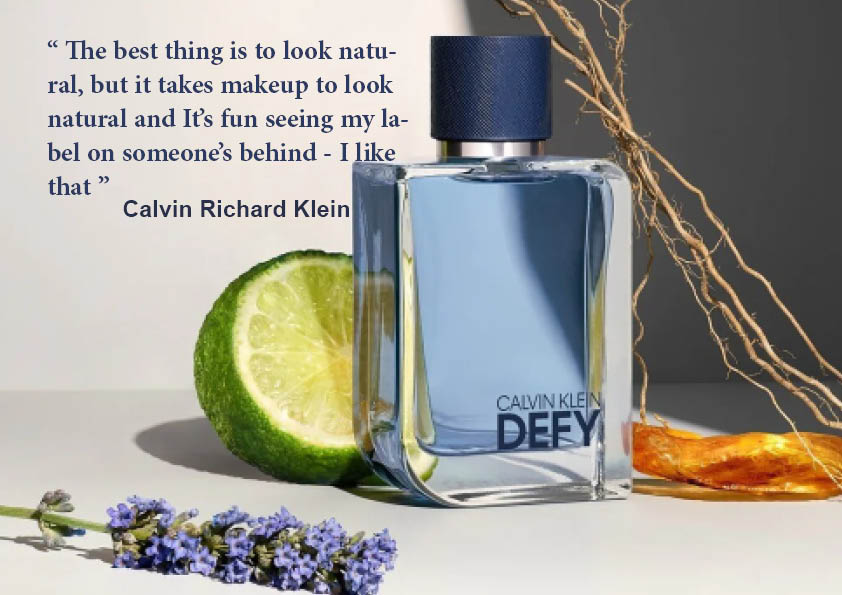 “ The best thing is to look natu-
ral, but it takes makeup to look
natural and It’s fun seeing my la-
bel on someone’s behind - I like
that ”
Calvin Richard Klein
CALVIN KLEIN
DEFY